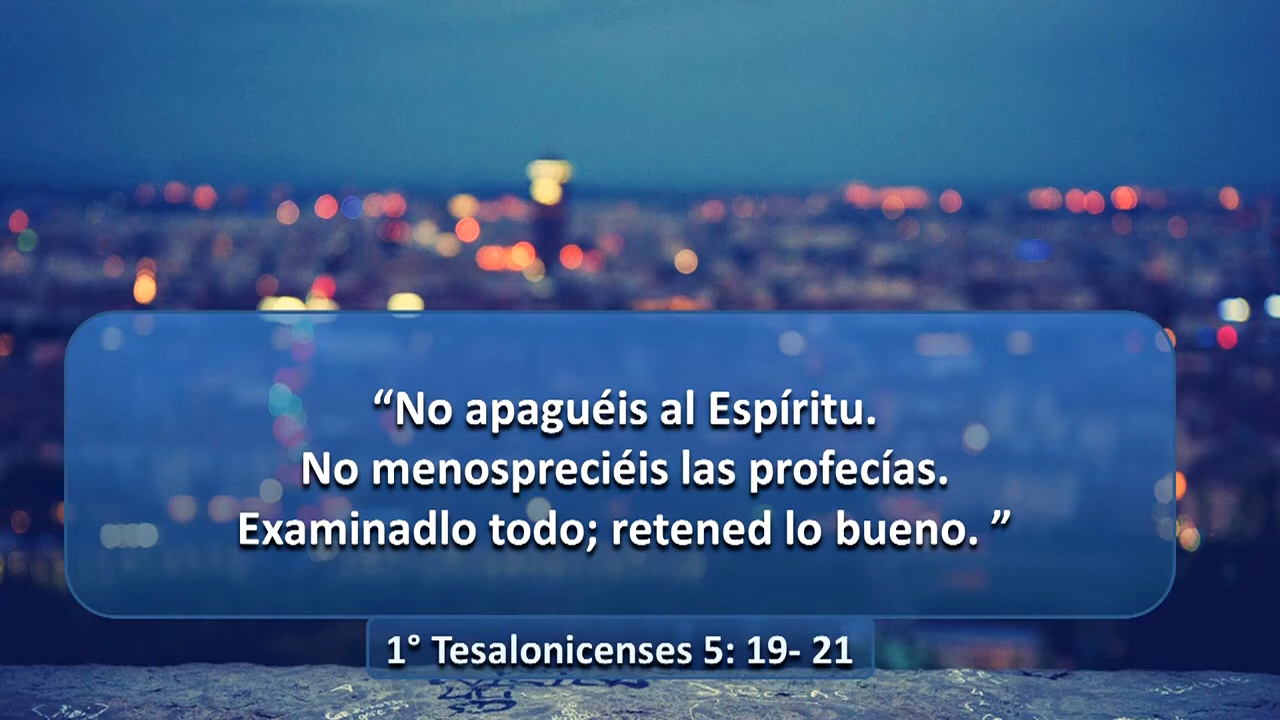 “No apaguéis al Espíritu.
No menospreciéis las profecías.
Examinadlo todo; retened lo bueno. ”
1° Tesalonicenses 5: 19- 21